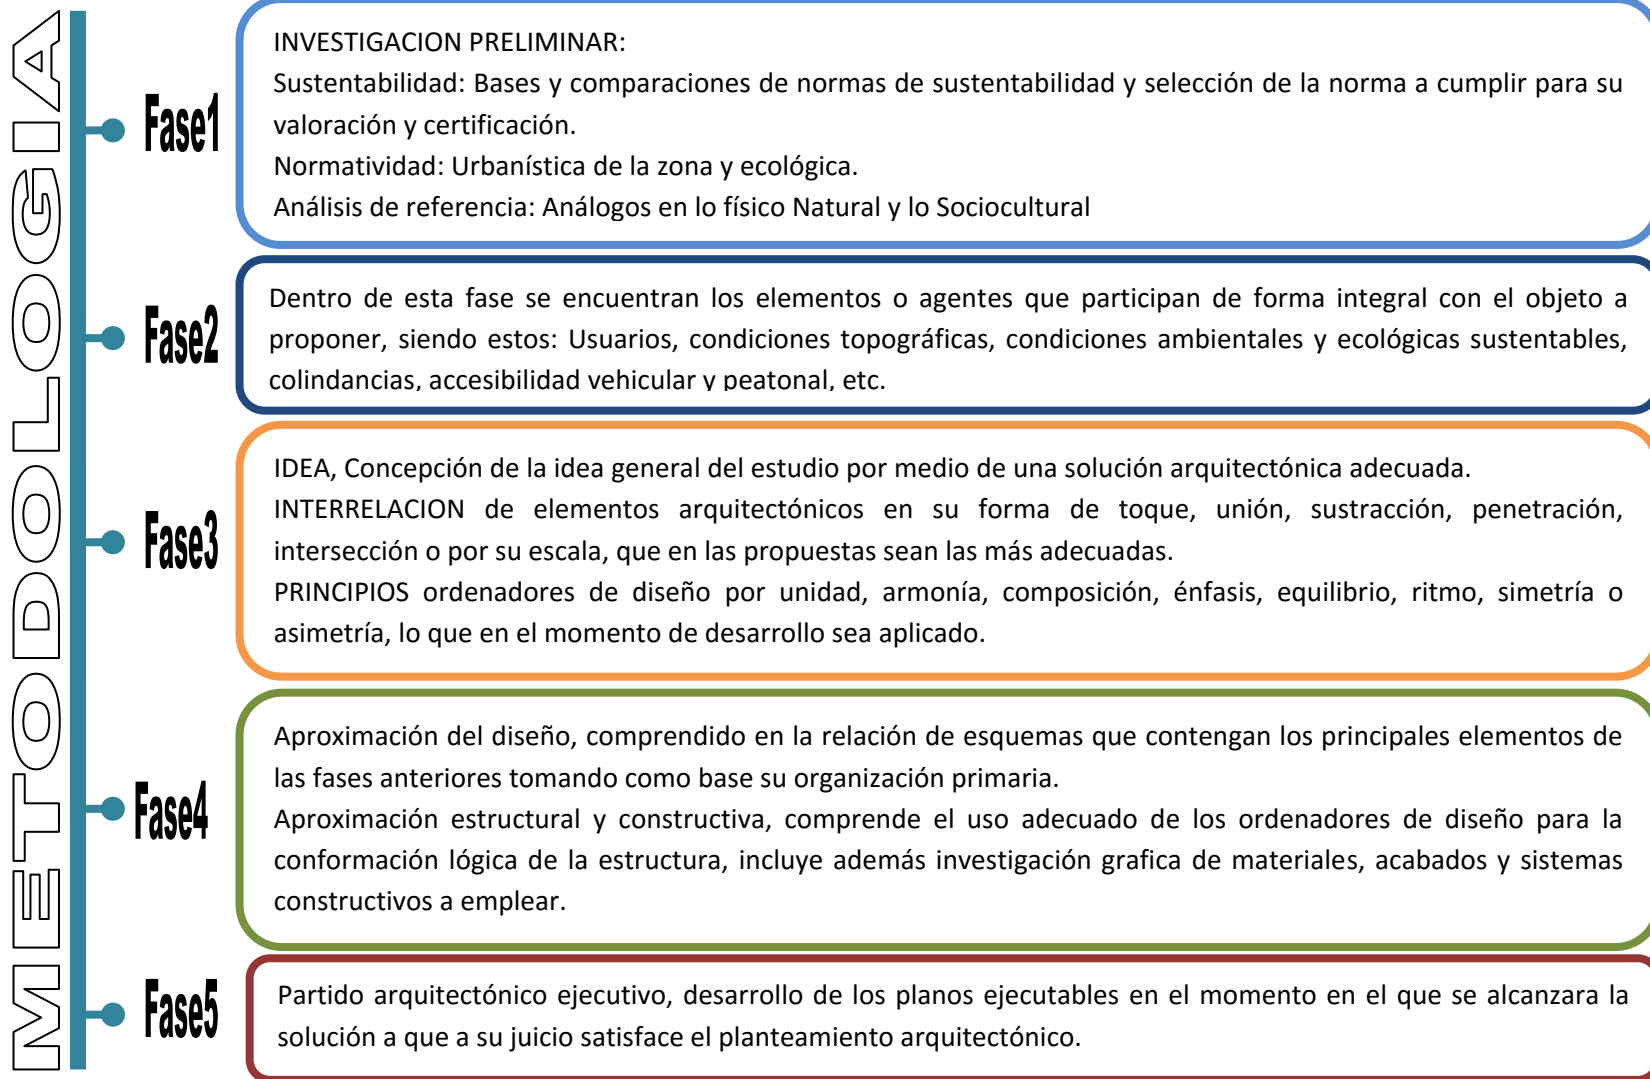 METODOLOGIA
Fase1
INVESTIGACION PRELIMINAR:
Sustentabilidad: Bases y comparaciones de normas de sustentabilidad y selección de la norma a cumplir para su
valoración y certificación.
Normatividad: Urbanística de la zona y ecológica.
Análisis de referencia: Análogos en lo físico Natural y lo Sociocultural
Fase2
Dentro de esta fase se encuentran los elementos o agentes que participan de forma integral con el objeto a
proponer, siendo estos: Usuarios, condiciones topográficas, condiciones ambientales y ecológicas sustentables,
colindancias, accesibilidad vehicular y peatonal, etc.
Fase3
IDEA, Concepción de la idea general del estudio por medio de una solución arquitectónica adecuada.
INTERRELACION de elementos arquitectónicos en su forma de toque, unión, sustracción, penetración,
intersección o por su escala, que en las propuestas sean las más adecuadas.
PRINCIPIOS ordenadores de diseño por unidad, armonía, composición, énfasis, equilibrio, ritmo, simetría o
asimetría, lo que en el momento de desarrollo sea aplicado.
Fase4
Aproximación del diseño, comprendido en la relación de esquemas que contengan los principales elementos de
las fases anteriores tomando como base su organización primaria.
Aproximación estructural y constructiva, comprende el uso adecuado de los ordenadores de diseño para la
conformación lógica de la estructura, incluye además investigación grafica de materiales, acabados y sistemas
constructivos a emplear.
Fase5
Partido arquitectónico ejecutivo, desarrollo de los planos ejecutables en el momento en el que se alcanzara la
solución a que a su juicio satisface el planteamiento arquitectónico.